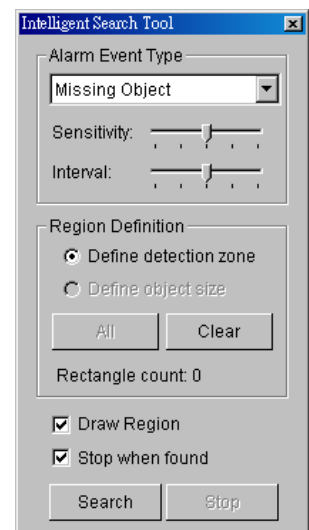 Intelligent Search Tool
Alarm Event Type
Missing Object
Sensitivity:
Interval:
Region Definition
Define detection zone
Define object size
All Clear
Rectangle count: 0
Draw Region
Stop when found
Search Stop